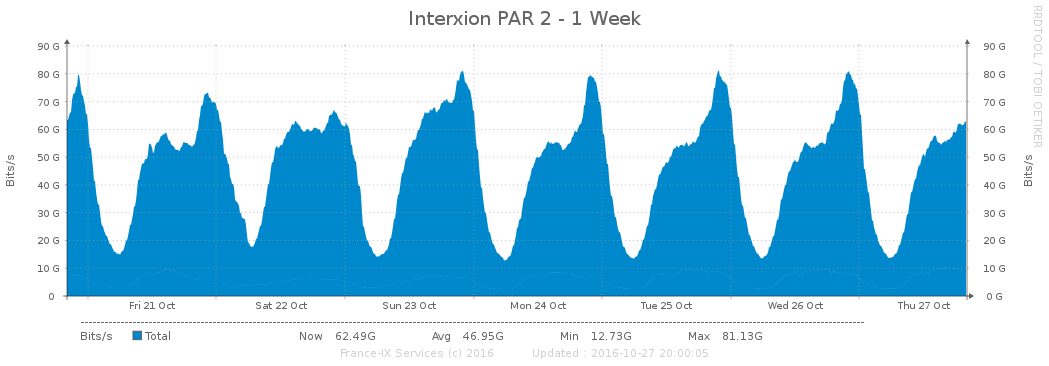 Interxion PAR 2 - 1 Week
RRDTOOL / TOBI OETIKER
Bits/s
90 G 90 G
80 G 80 G
70 G 70 G
60 G 60 G
50 G 50 G
40 G 40 G
30 G 30 G
20 G 20 G
10 G 10 G
0 0 G
Bits/s
Fri 21 Oct Sat 22 Oct Sun 23 Oct Mon 24 Oct Tue 25 Oct Wed 26 Oct Thu 27 Oct
Bits/s Total Now 62.49G Avg 46.95G Min 12.73G Max 81.13G
France-IX Services (c) 2016 Updated : 2016-10-27 20:00:05